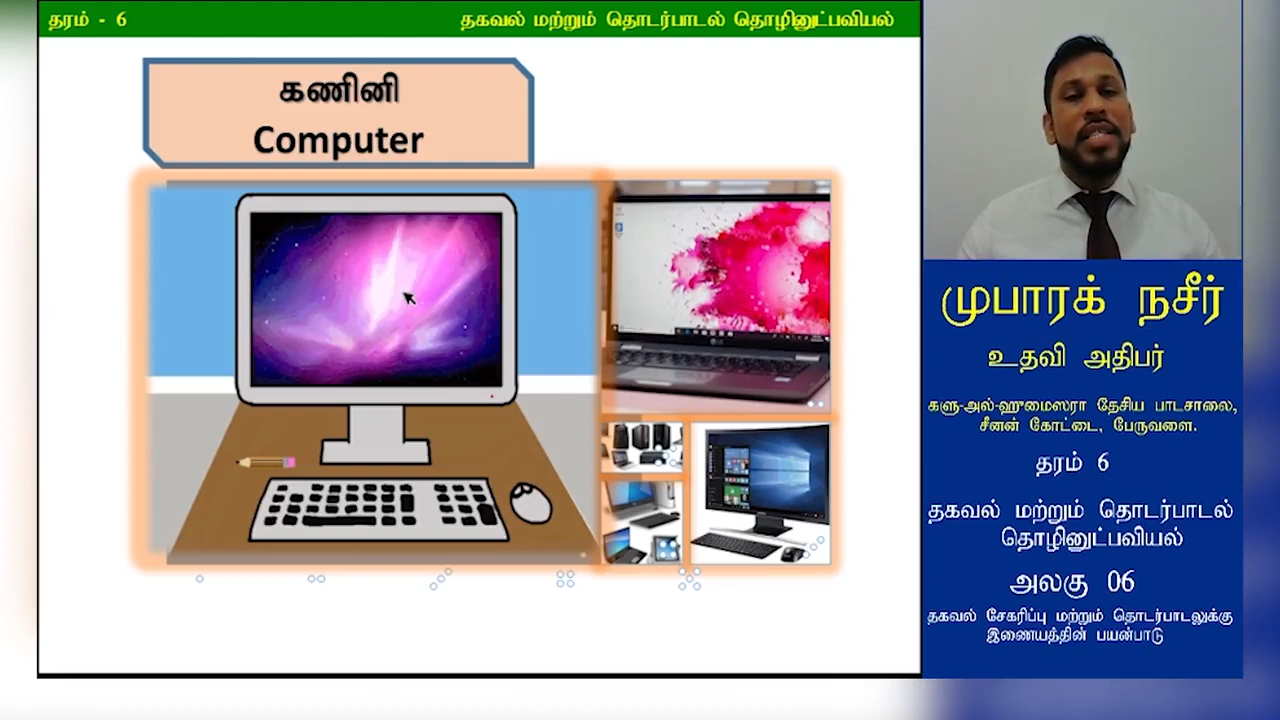 தரம் - 6
தகவல் மற்றும் தொடர்பாடல் தொழினுட்பவியல்
கணினி
Computer
முபாரக் நசீர்
உதவி அதிபர்
களு-அல்-ஹுமைஸரா தேசிய பாடசாலை,
சீனன் கோட்டை, பேருவளை.
தரம் 6
தகவல் மற்றும் தொடர்பாடல்
தொழினுட்பவியல்
அலகு 06
தகவல் சேகரிப்பு மற்றும் தொடர்பாடலுக்கு
இணையத்தின் பயன்பாடு